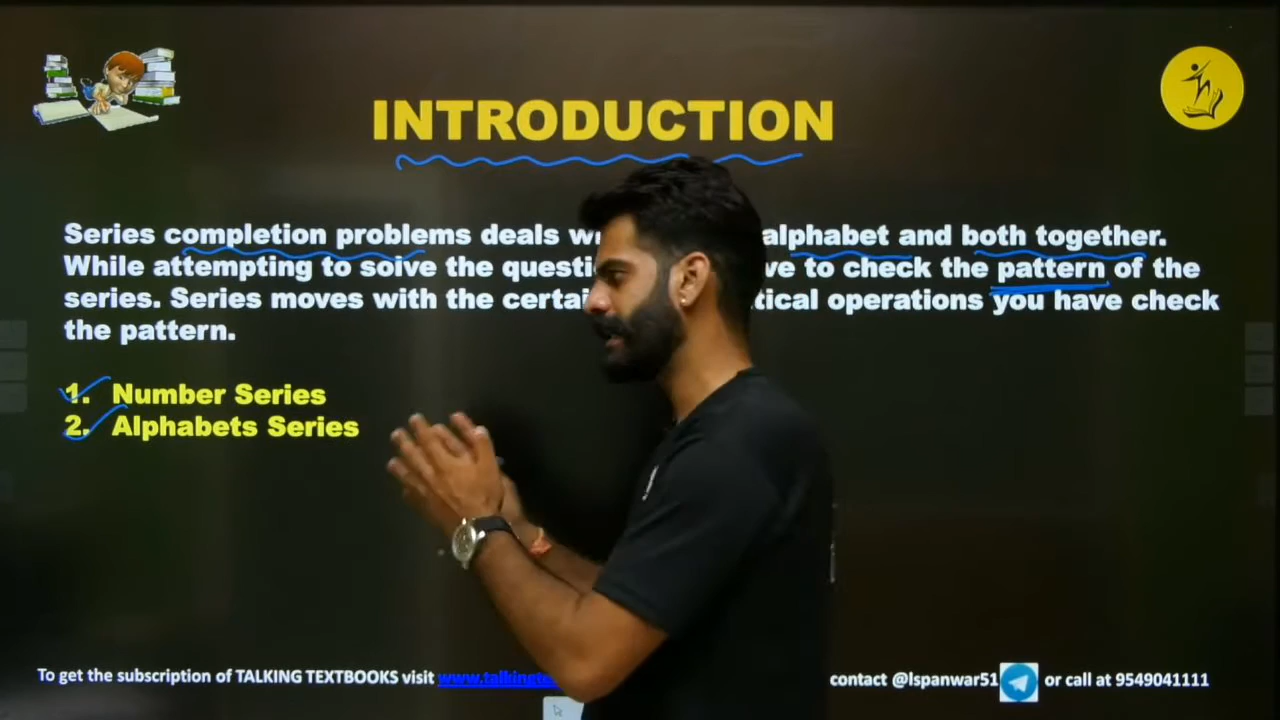 INTRODUCTION
Series completion problems deals alphabet and both together.
While attempting to solve the to check the pattern of the
series. Series moves with the operations you have check
the pattern.
1. Number Series
2. Alphabets Series
To get the subscription of TALKING TEXTBOOKS visit contact @lspanwar51 or call at 9549041111